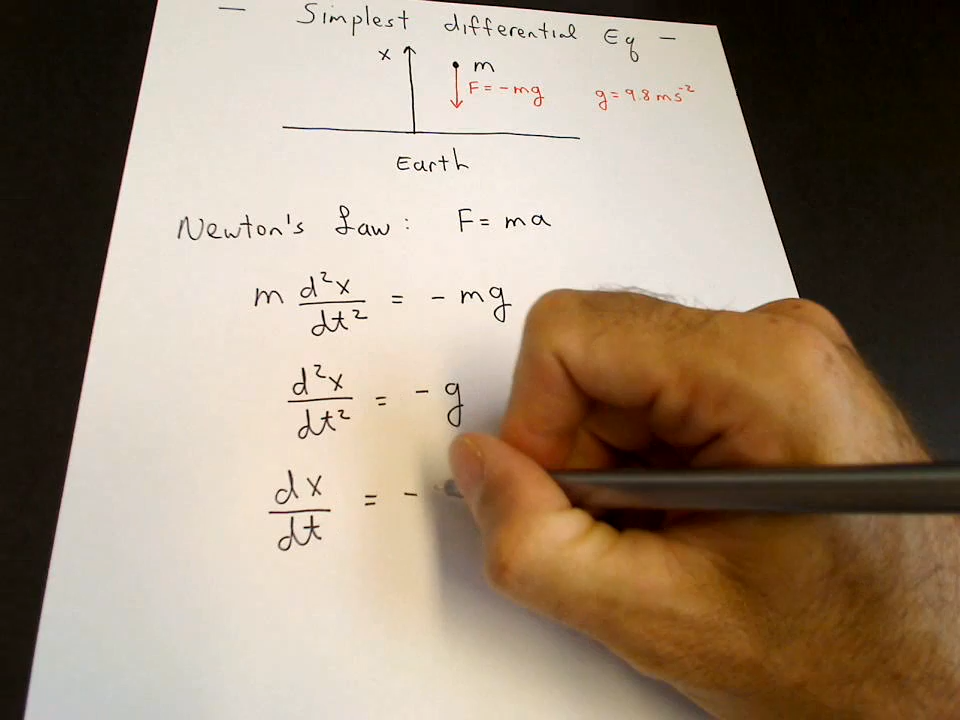 — Simplest differential Eq —
x
m
F = -mg
g = 9.8 ms⁻²
Earth
Newton's Law : F = ma
m d²x/dt² = - mg
d²x/dt² = - g
dx/dt = -